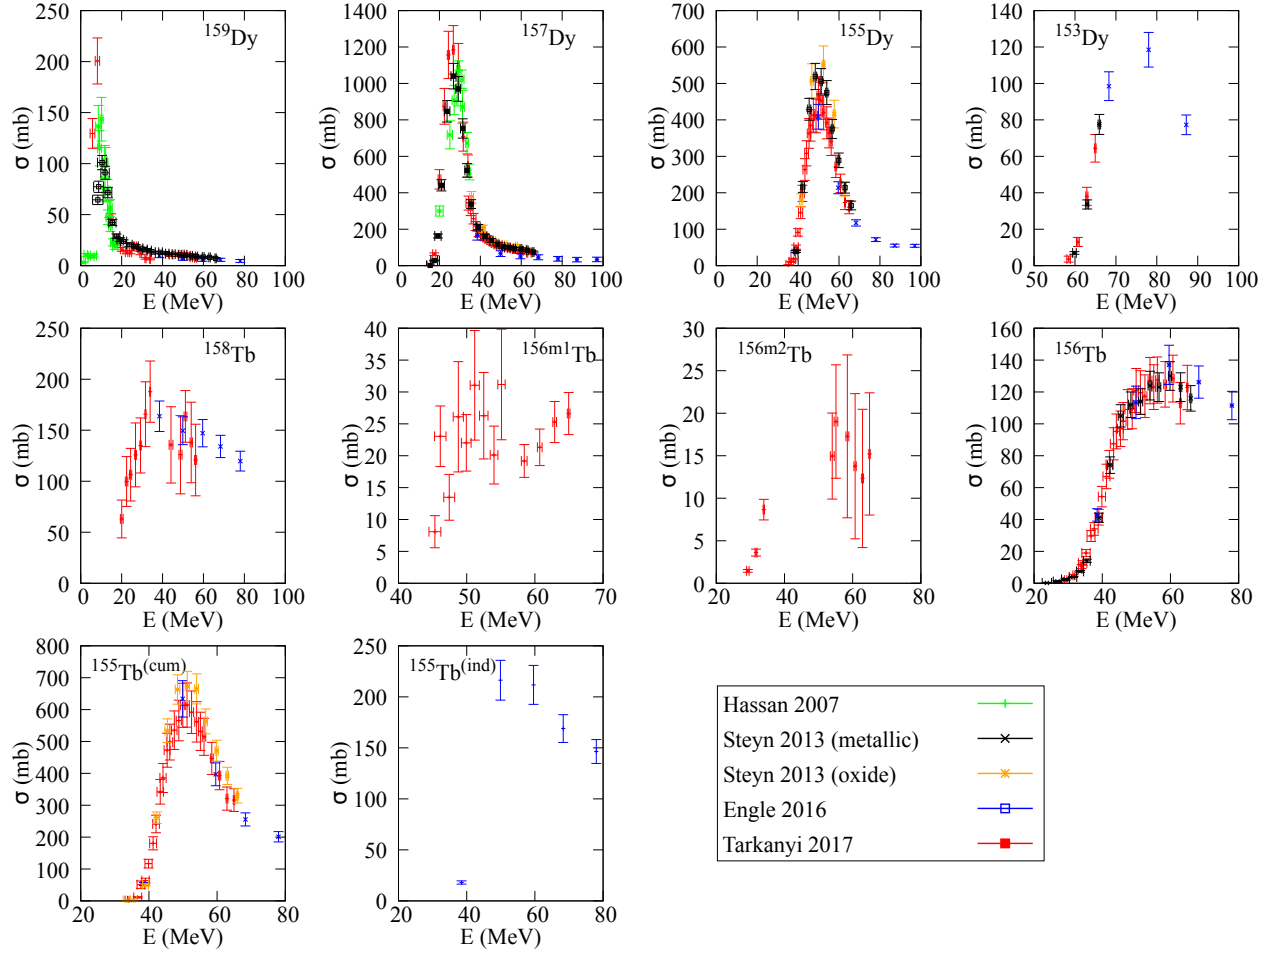 250
200
150
100
50
0
0 20 40 60 80 100
σ (mb)
E (MeV)
¹⁵⁹Dy
1400
1200
1000
800
600
400
200
0
0 20 40 60 80 100
σ (mb)
E (MeV)
¹⁵⁷Dy
700
600
500
400
300
200
100
0
0 20 40 60 80 100
σ (mb)
E (MeV)
¹⁵⁵Dy
140
120
100
80
60
40
20
0
50 60 70 80 90 100
σ (mb)
E (MeV)
¹⁵³Dy
250
200
150
100
50
0
0 20 40 60 80 100
σ (mb)
E (MeV)
¹⁵⁸Tb
40
35
30
25
20
15
10
5
0
40 50 60 70
σ (mb)
E (MeV)
¹⁵⁶ᵐ¹Tb
30
25
20
15
10
5
0
20 40 60 80
σ (mb)
E (MeV)
¹⁵⁶ᵐ²Tb
160
140
120
100
80
60
40
20
0
20 40 60 80
σ (mb)
E (MeV)
¹⁵⁶Tb
800
700
600
500
400
300
200
100
0
20 40 60 80
σ (mb)
E (MeV)
¹⁵⁵Tb⁽ᶜᵘᵐ⁾
250
200
150
100
50
0
20 40 60 80
σ (mb)
E (MeV)
¹⁵⁵Tb⁽ⁱⁿᵈ⁾
Hassan 2007
Steyn 2013 (metallic)
Steyn 2013 (oxide)
Engle 2016
Tarkanyi 2017